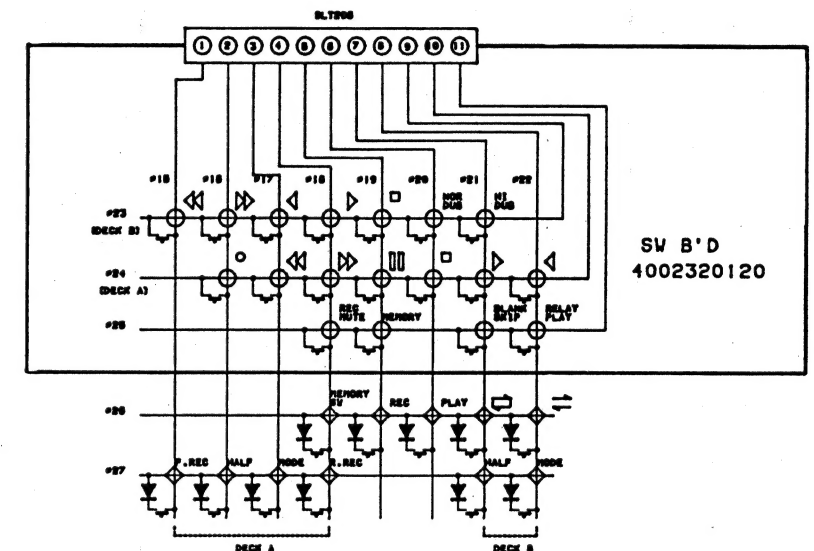 1 2 3 4 5 6 7 8 9 10 11
#15 #16 #17 #18 #19 #20 #21 #22
NOR DUB
HI DUB
#23
(DECK B)
#24
(DECK A)
SW B'D
4002320120
REC MUTE
MEMORY
BLANK SKIP
RELAY PLAY
#25
MEMORY SW
REC
PLAY
#26
F.REC
HALF
MODE
R.REC
HALF
MODE
#27
DECK A
DECK B